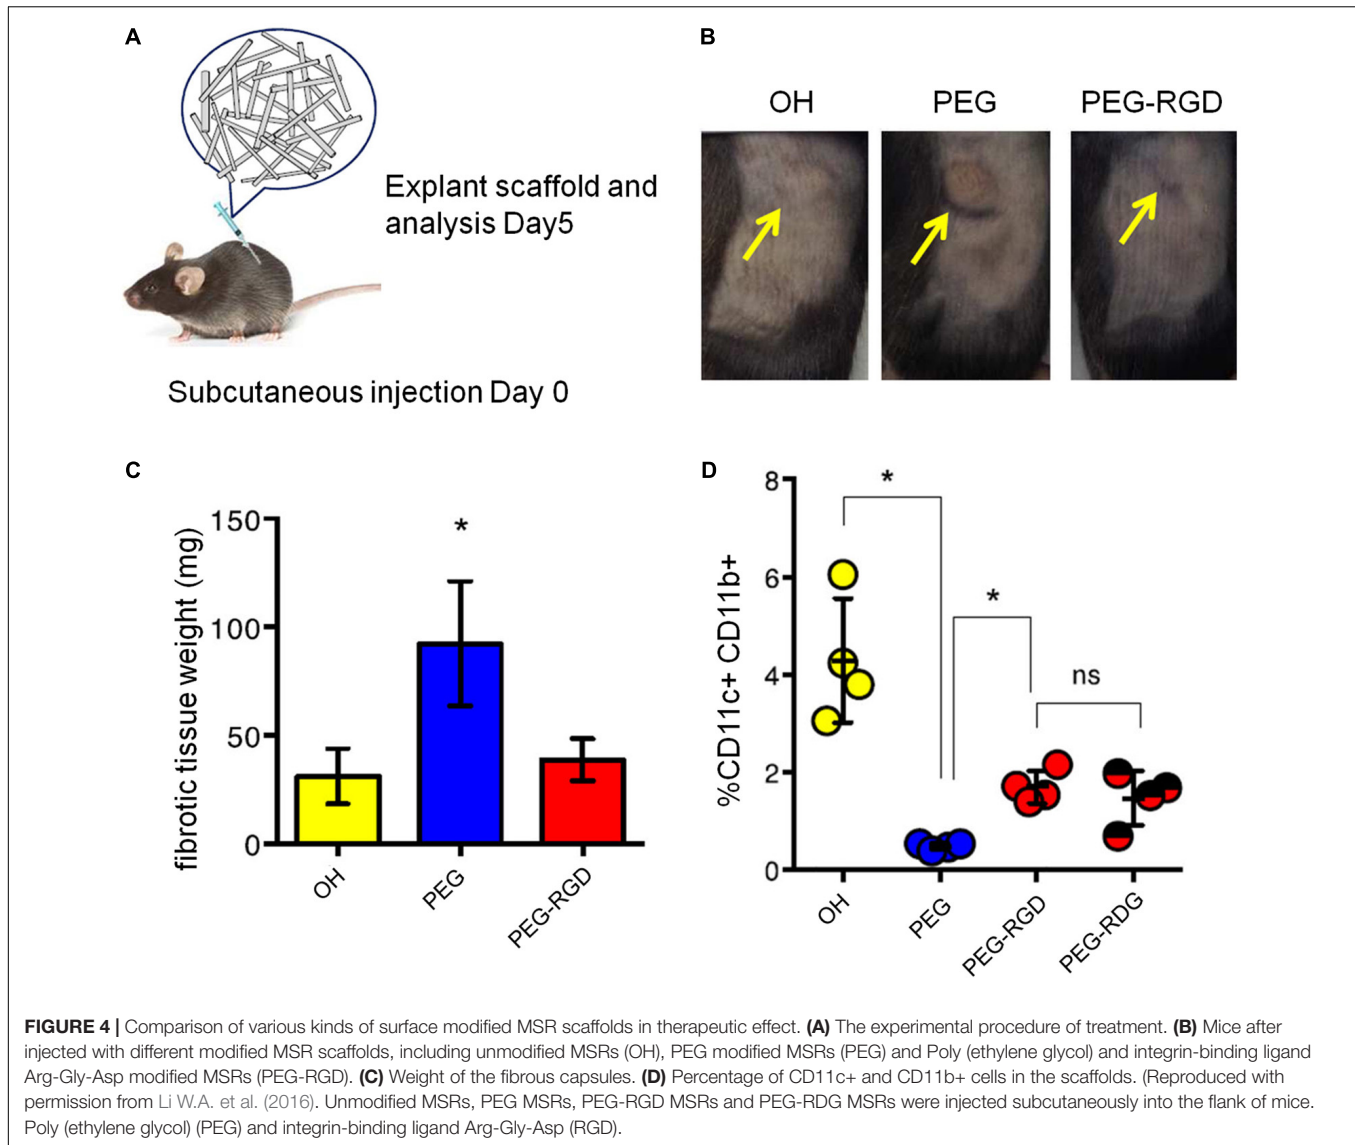 A
Explant scaffold and
analysis Day5
Subcutaneous injection Day 0
B
OH PEG PEG-RGD
C
fibrotic tissue weight (mg)
150
100
50
0
*
OH PEG PEG-RGD
D
%CD11c+ CD11b+
8
6
4
2
0
*
*
ns
OH PEG PEG-RGD PEG-RDG
FIGURE 4 | Comparison of various kinds of surface modified MSR scaffolds in therapeutic effect. (A) The experimental procedure of treatment. (B) Mice after
injected with different modified MSR scaffolds, including unmodified MSRs (OH), PEG modified MSRs (PEG) and Poly (ethylene glycol) and integrin-binding ligand
Arg-Gly-Asp modified MSRs (PEG-RGD). (C) Weight of the fibrous capsules. (D) Percentage of CD11c+ and CD11b+ cells in the scaffolds. (Reproduced with
permission from Li W.A. et al. (2016). Unmodified MSRs, PEG MSRs, PEG-RGD MSRs and PEG-RDG MSRs were injected subcutaneously into the flank of mice.
Poly (ethylene glycol) (PEG) and integrin-binding ligand Arg-Gly-Asp (RGD).